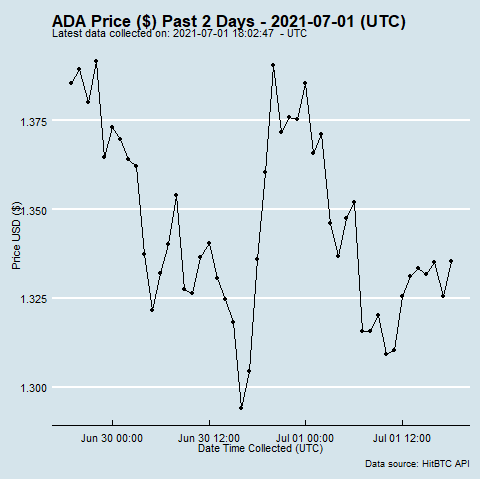 ADA Price ($) Past 2 Days - 2021-07-01 (UTC)
Latest data collected on: 2021-07-01 18:02:47 - UTC
1.375
1.350
Price USD ($)
1.325
1.300
Jun 30 00:00 Jun 30 12:00 Jul 01 00:00 Jul 01 12:00
Date Time Collected (UTC)
Data source: HitBTC API